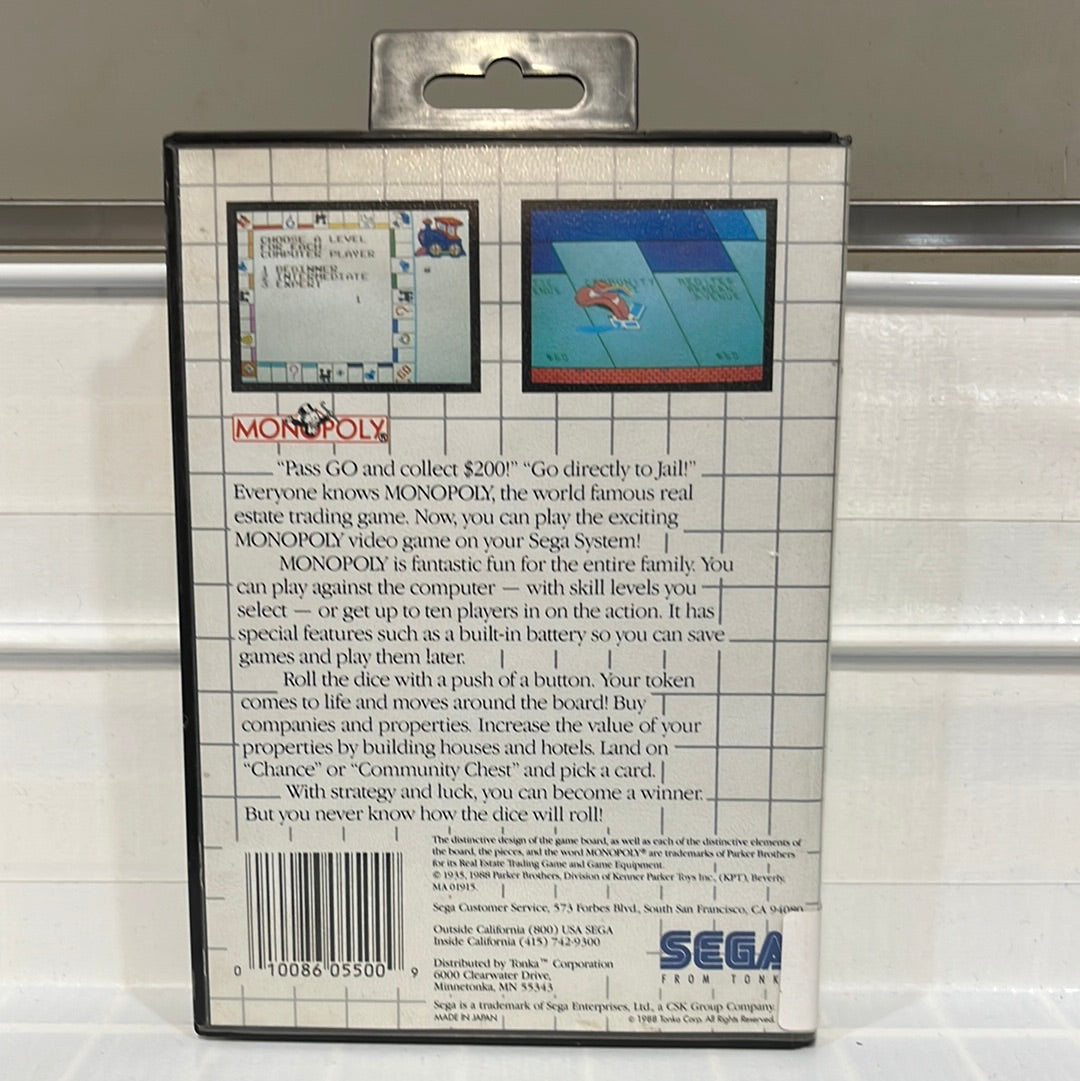 CHOOSE A LEVEL
FOR EACH
COMPUTER PLAYER
1 BEGINNER
2 INTERMEDIATE
3 EXPERT
1
GO
COMMUNITY
AVENUE
$60
$60
MONOPOLY®
“Pass GO and collect $200!” “Go directly to Jail!”
Everyone knows MONOPOLY, the world famous real
estate trading game. Now, you can play the exciting
MONOPOLY video game on your Sega System!
MONOPOLY is fantastic fun for the entire family. You
can play against the computer — with skill levels you
select — or get up to ten players in on the action. It has
special features such as a built-in battery so you can save
games and play them later.
Roll the dice with a push of a button. Your token
comes to life and moves around the board! Buy
companies and properties. Increase the value of your
properties by building houses and hotels. Land on
“Chance” or “Community Chest” and pick a card.
With strategy and luck, you can become a winner.
But you never know how the dice will roll!
The distinctive design of the game board, as well as each of the distinctive elements of
the board, the pieces, and the word MONOPOLY® are trademarks of Parker Brothers
for its Real Estate Trading Game and Game Equipment.
© 1935, 1988 Parker Brothers, Division of Kenner Parker Toys Inc., (KPT), Beverly,
MA 01915.
Sega Customer Service, 573 Forbes Blvd., South San Francisco, CA 94080
Outside California (800) USA SEGA
Inside California (415) 742-9300
Distributed by Tonka™ Corporation
6000 Clearwater Drive,
Minnetonka, MN 55343
SEGA
FROM TONK
Sega is a trademark of Sega Enterprises, Ltd., a CSK Group Company.
MADE IN JAPAN
© 1988 Tonka Corp. All Rights Reserved.
0 10086 05500 9